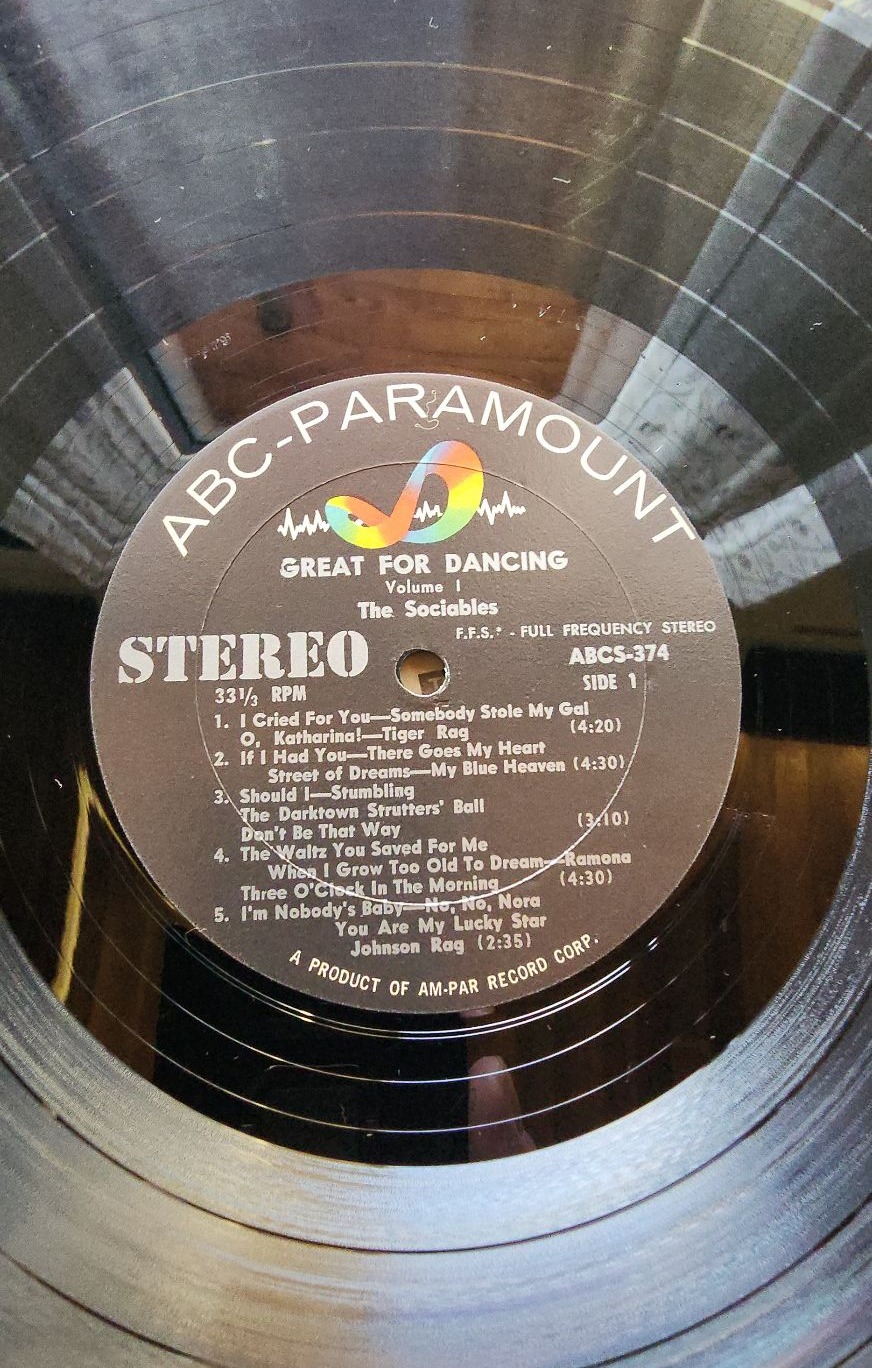 ABC-PARAMOUNT
GREAT FOR DANCING
Volume 1
The Sociables
F.F.S.* - FULL FREQUENCY STEREO
STEREO
ABCS-374
33 1/3 RPM
SIDE 1
1. I Cried For You—Somebody Stole My Gal
O, Katharina!—Tiger Rag (4:20)
2. If I Had You—There Goes My Heart
Street of Dreams—My Blue Heaven (4:30)
3. Should I—Stumbling
The Darktown Strutters' Ball
Don't Be That Way (3:10)
4. The Waltz You Saved For Me
When I Grow Too Old To Dream—Ramona
Three O'Clock In The Morning (4:30)
5. I'm Nobody's Baby—No, No, Nora
You Are My Lucky Star
Johnson Rag (2:35)
A PRODUCT OF AM-PAR RECORD CORP.